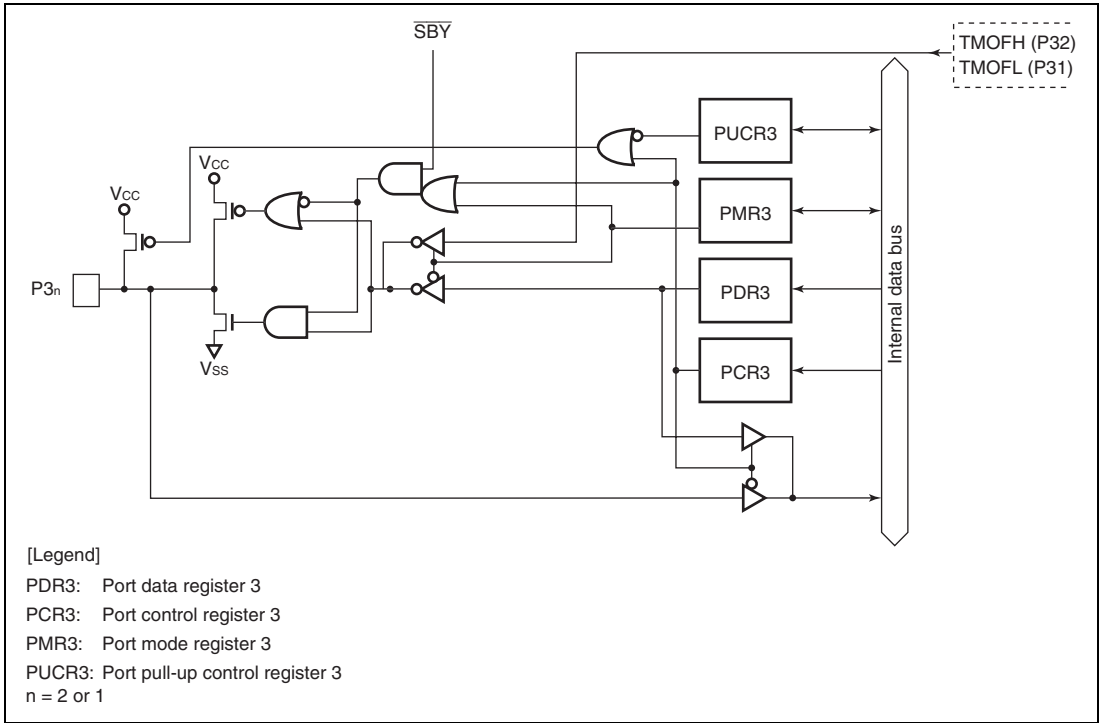 SBY
TMOFH (P32)
TMOFL (P31)
PUCR3
VCC
VCC
PMR3
P3n
PDR3
Internal data bus
VSS
PCR3
[Legend]
PDR3: Port data register 3
PCR3: Port control register 3
PMR3: Port mode register 3
PUCR3: Port pull-up control register 3
n = 2 or 1